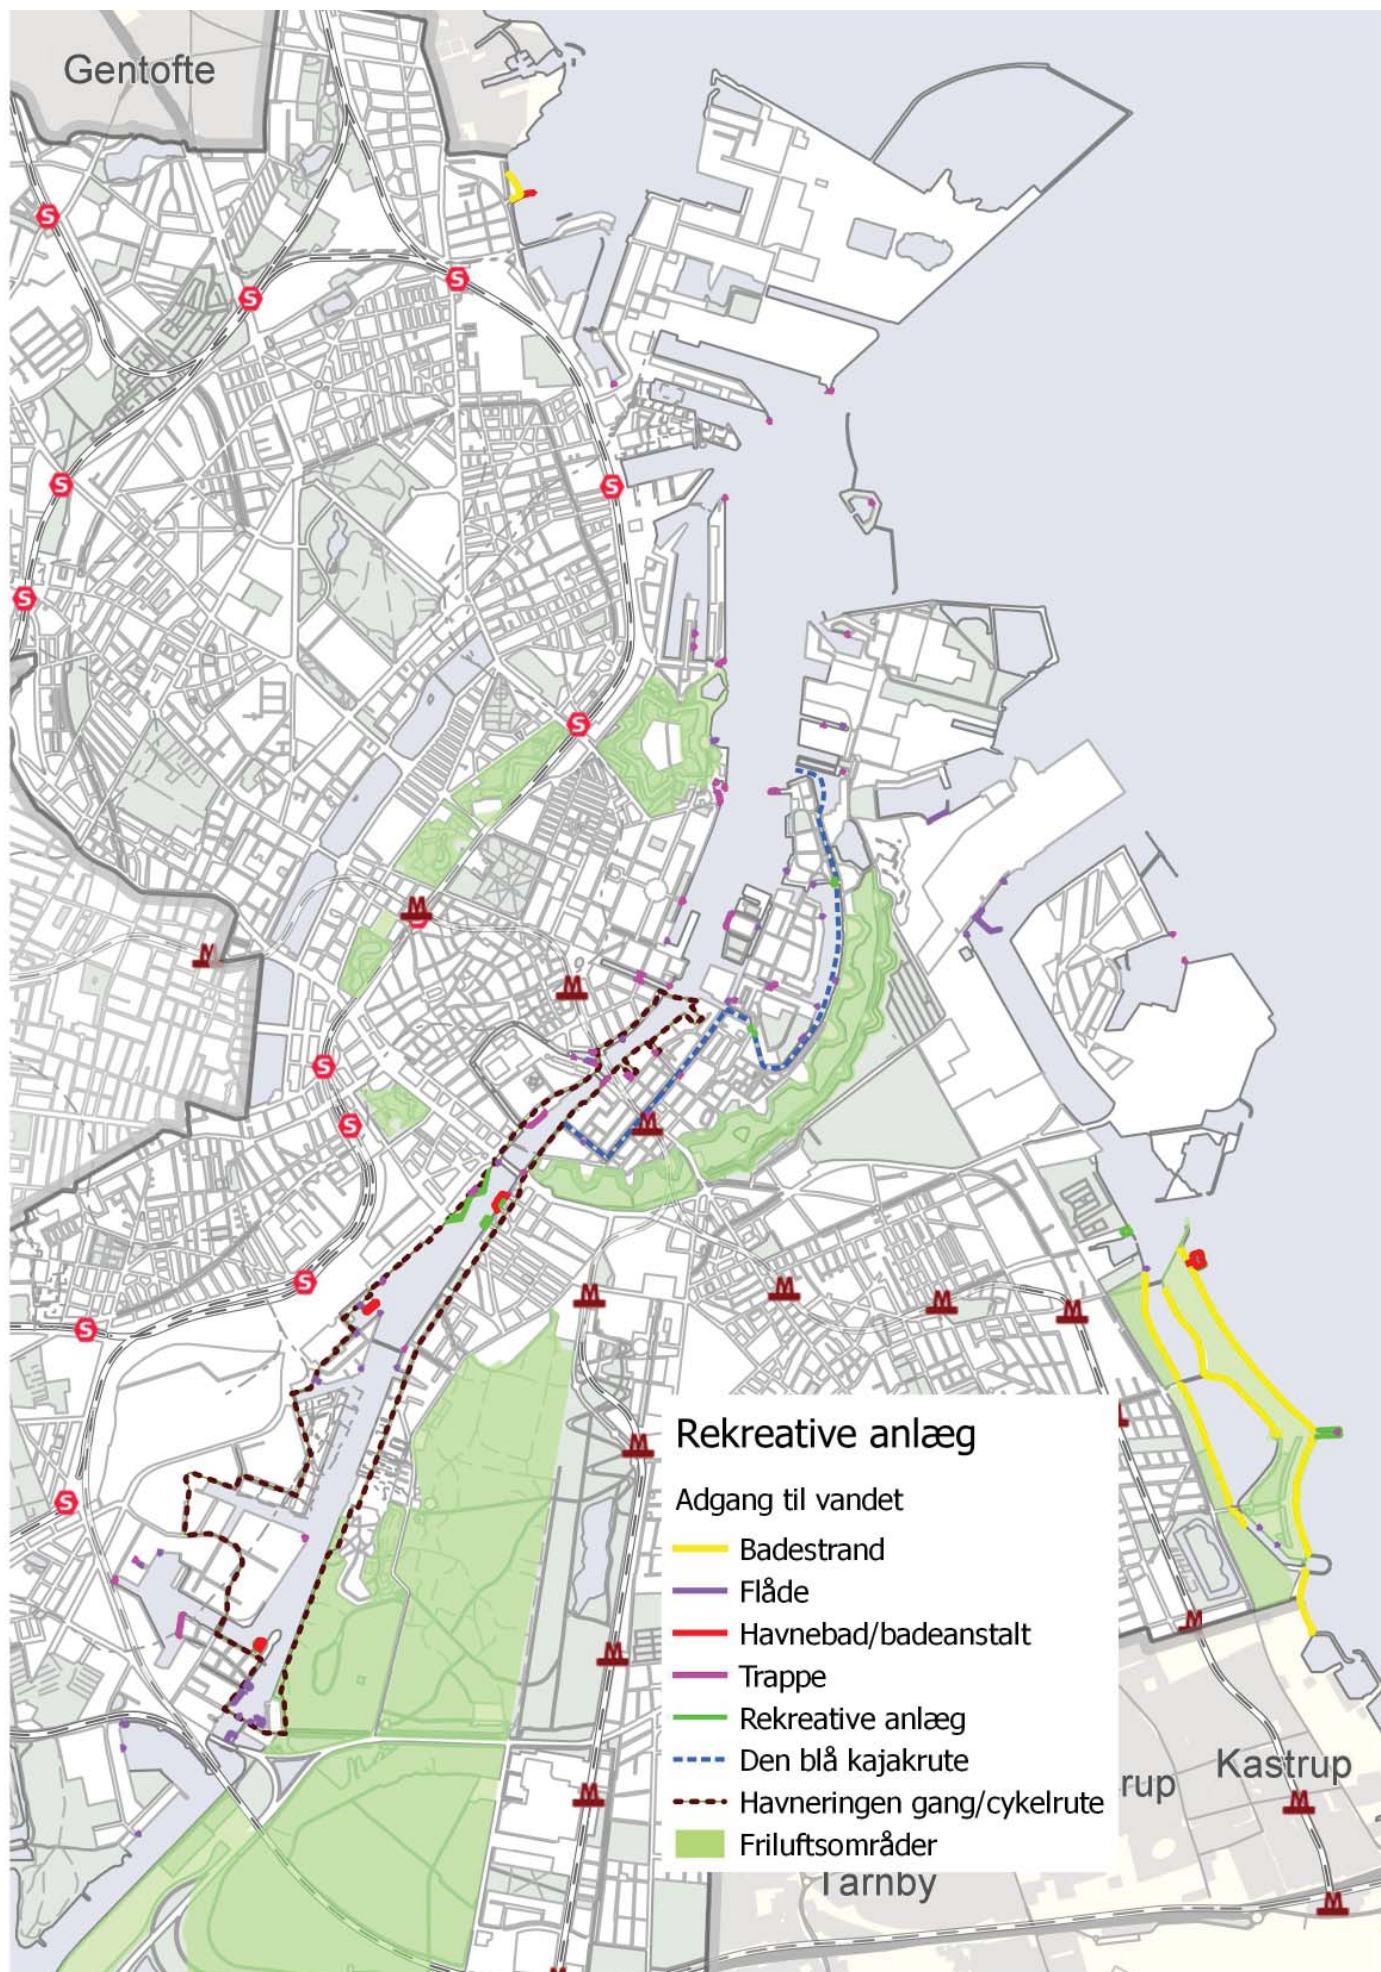 Gentofte
S
S
S
S
S
S
S
M
M
M
S
S
M
S
M
M
M
M
S
M
S
M
M
M
Rekreative anlæg
Adgang til vandet
Badestrand
Flåde
Havnebad/badeanstalt
Trappe
Rekreative anlæg
Den blå kajakrute
Havneringen gang/cykelrute
Friluftsområder
rup
Kastrup
M
M
Tårnby
M